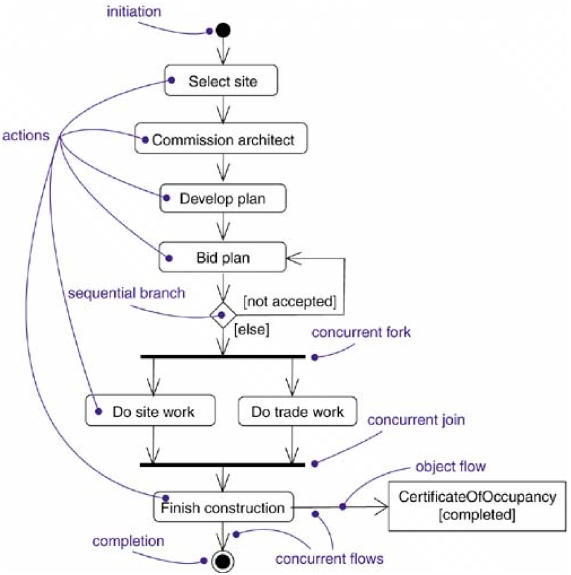 initiation
Select site
actions
Commission architect
Develop plan
Bid plan
sequential branch
[not accepted]
[else]
concurrent fork
Do site work
Do trade work
concurrent join
object flow
Finish construction
CertificateOfOccupancy
[completed]
completion
concurrent flows